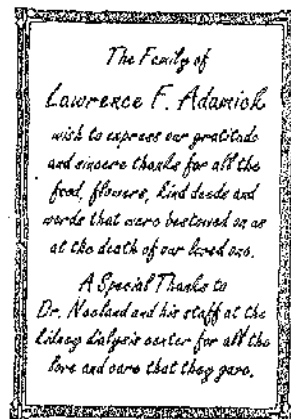 The Family of
Lawrence F. Adamick
wish to express our gratitude
and sincere thanks for all the
food, flowers, kind deeds and
words that were bestowed on us
at the death of our loved one.
A Special Thanks to
Dr. Neeland and his staff at the
kidney dialysis center for all the
love and care that they gave.